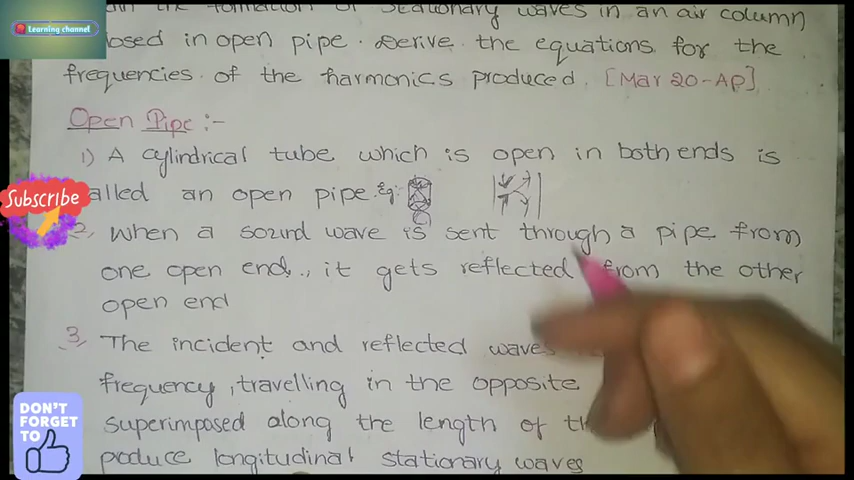 Learning channel
the formation of stationary waves in an air column
losed in open pipe. Derive the equations for the
frequencies of the harmonics produced. [Mar 20-AP]
Open Pipe :-
1) A cylindrical tube which is open in both ends is
alled an open pipe. Eg:
Subscribe
2, When a sound wave is sent through a pipe from
one open end., it gets reflected from the other
open end
3, The incident and reflected waves
frequency, travelling in the opposite
superimposed along the length of th
produce longitudinal stationary waves
DON'T
FORGET
TO